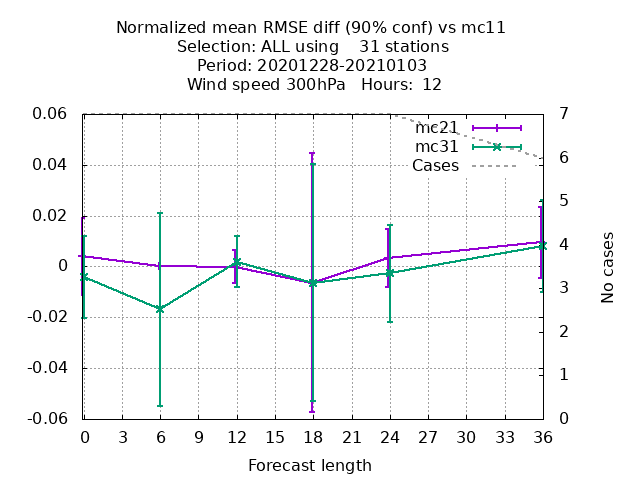 Normalized mean RMSE diff (90% conf) vs mc11
Selection: ALL using    31 stations
Period: 20201228-20210103
Wind speed 300hPa   Hours:  12
mc21
mc31
Cases
0.06
0.04
0.02
0
-0.02
-0.04
-0.06
7
6
5
4
3
2
1
0
No cases
0 3 6 9 12 15 18 21 24 27 30 33 36
Forecast length